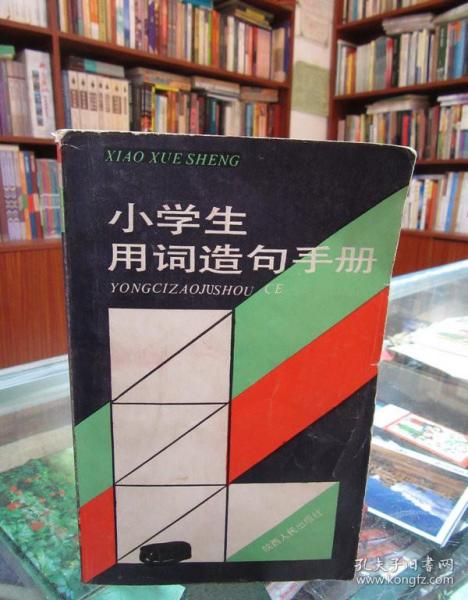 XIAO XUE SHENG
小学生
用词造句手册
YONGCIZAOJUSHOU CE
陕西人民出版社
孔夫子旧书网
www.kongfz.com